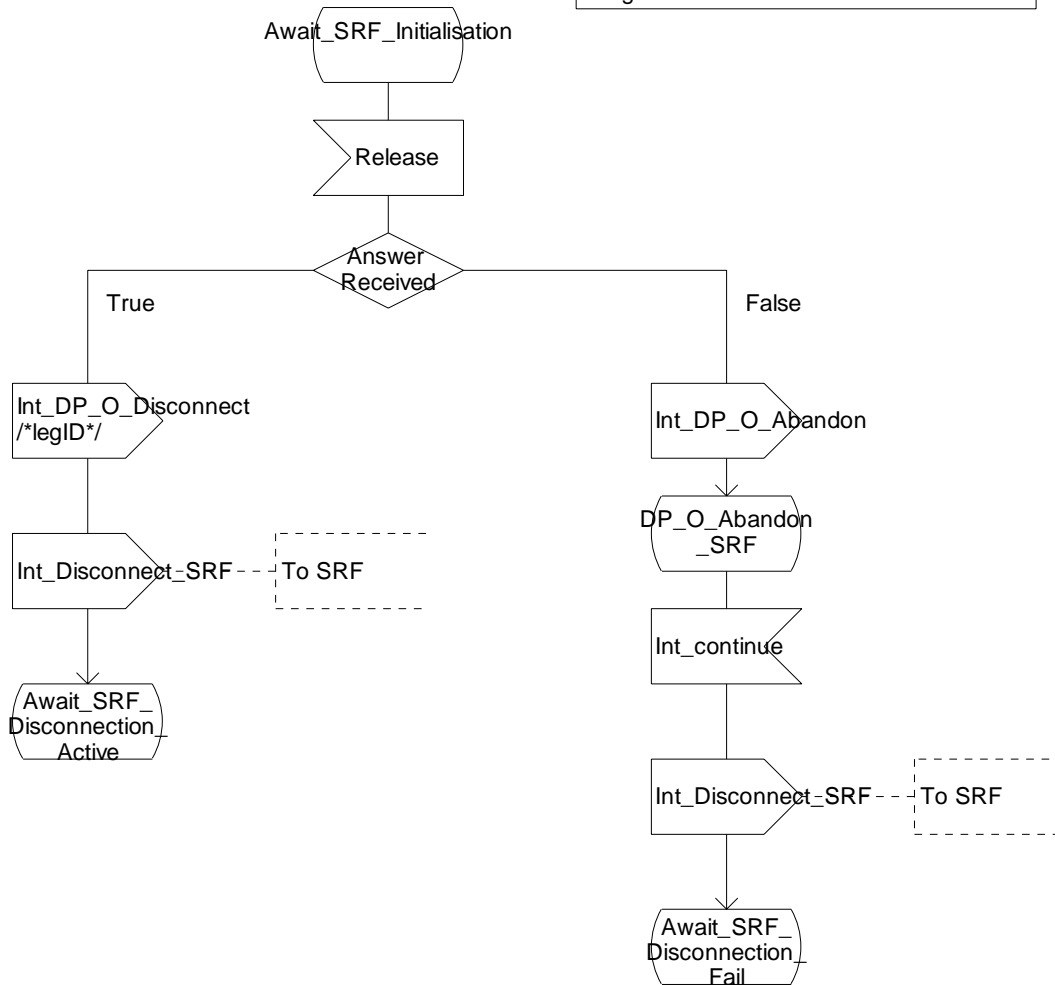 Await_SRF_Initialisation
Release
Answer
Received
True
False
Int_DP_O_Disconnect
/*legID*/
Int_DP_O_Abandon
DP_O_Abandon
_SRF
Int_Disconnect_SRF
To SRF
Int_continue
Await_SRF_
Disconnection_
Active
Int_Disconnect_SRF
To SRF
Await_SRF_
Disconnection_
Fail